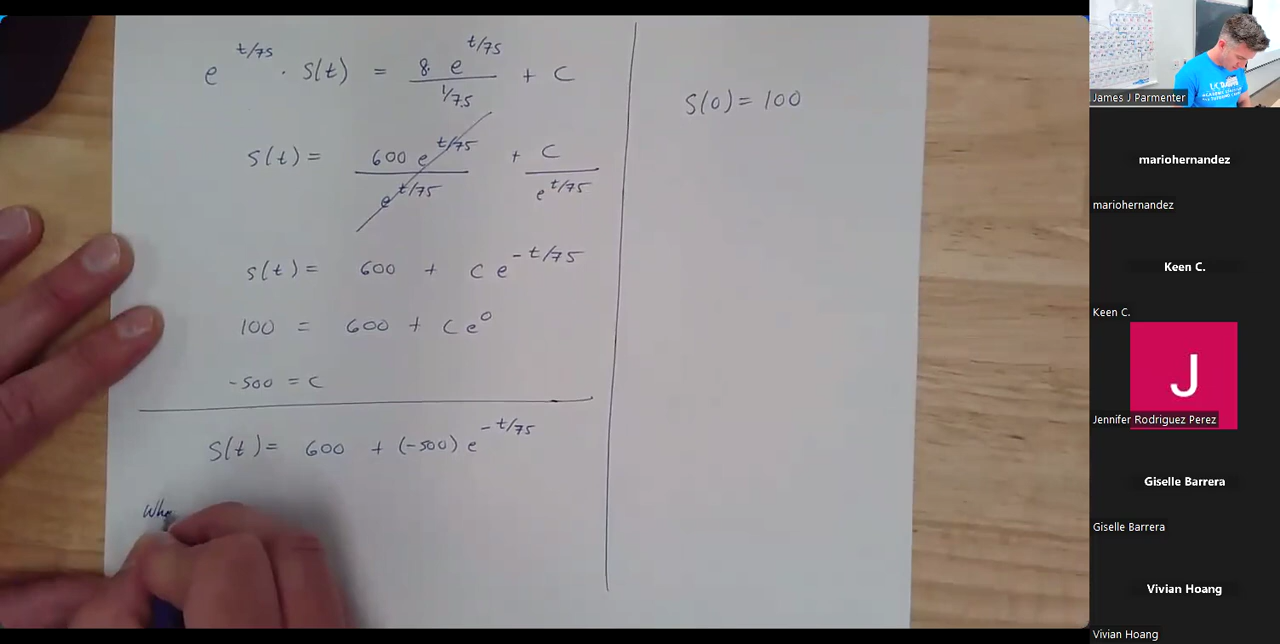 e^(t/75) · S(t) = 8 e^(t/75) / (1/75) + C
S(t) = 600 e^(t/75) / e^(t/75) + C / e^(t/75)
S(t) = 600 + C e^(-t/75)
100 = 600 + C e^0
-500 = C
S(t) = 600 + (-500) e^(-t/75)
Whe
S(0) = 100
James J Parmenter
mariohernandez
mariohernandez
Keen C.
Keen C.
J
Jennifer Rodriguez Perez
Giselle Barrera
Giselle Barrera
Vivian Hoang
Vivian Hoang